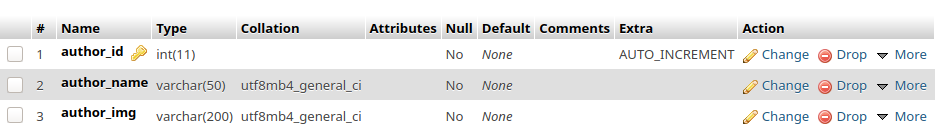 # Name Type Collation Attributes Null Default Comments Extra Action
1 author_id int(11) No None AUTO_INCREMENT Change Drop More
2 author_name varchar(50) utf8mb4_general_ci No None Change Drop More
3 author_img varchar(200) utf8mb4_general_ci No None Change Drop More